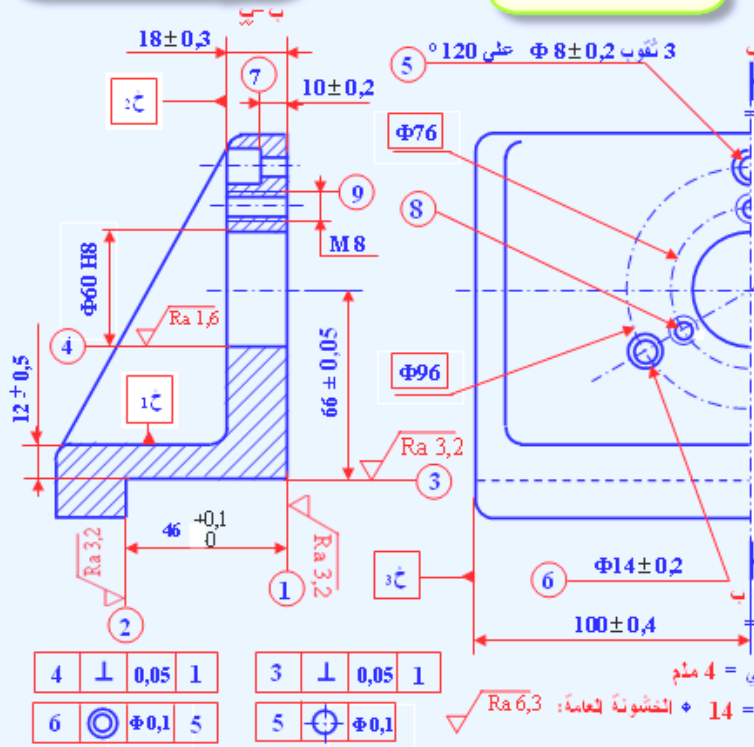 18±0,3
10±0,2
7
خ2
5
3 ثقوب Φ 8±0,2 على 120°
Φ76
9
8
M8
Φ60 H8
Ra 1,6
4
66 ± 0,05
12 ± 0,5
خ1
Φ96
Ra 3,2
3
46 +0,1
0
Ra 3,2
Ra 3,2
1
2
خ3
6
Φ14±0,2
100±0,4
4 ⊥ 0,05 1
3 ⊥ 0,05 1
= 4 ملم
6 ◎ Φ0,1 5
5 ⌖ Φ0,1
= 14 * الخشونة العامة: Ra 6,3